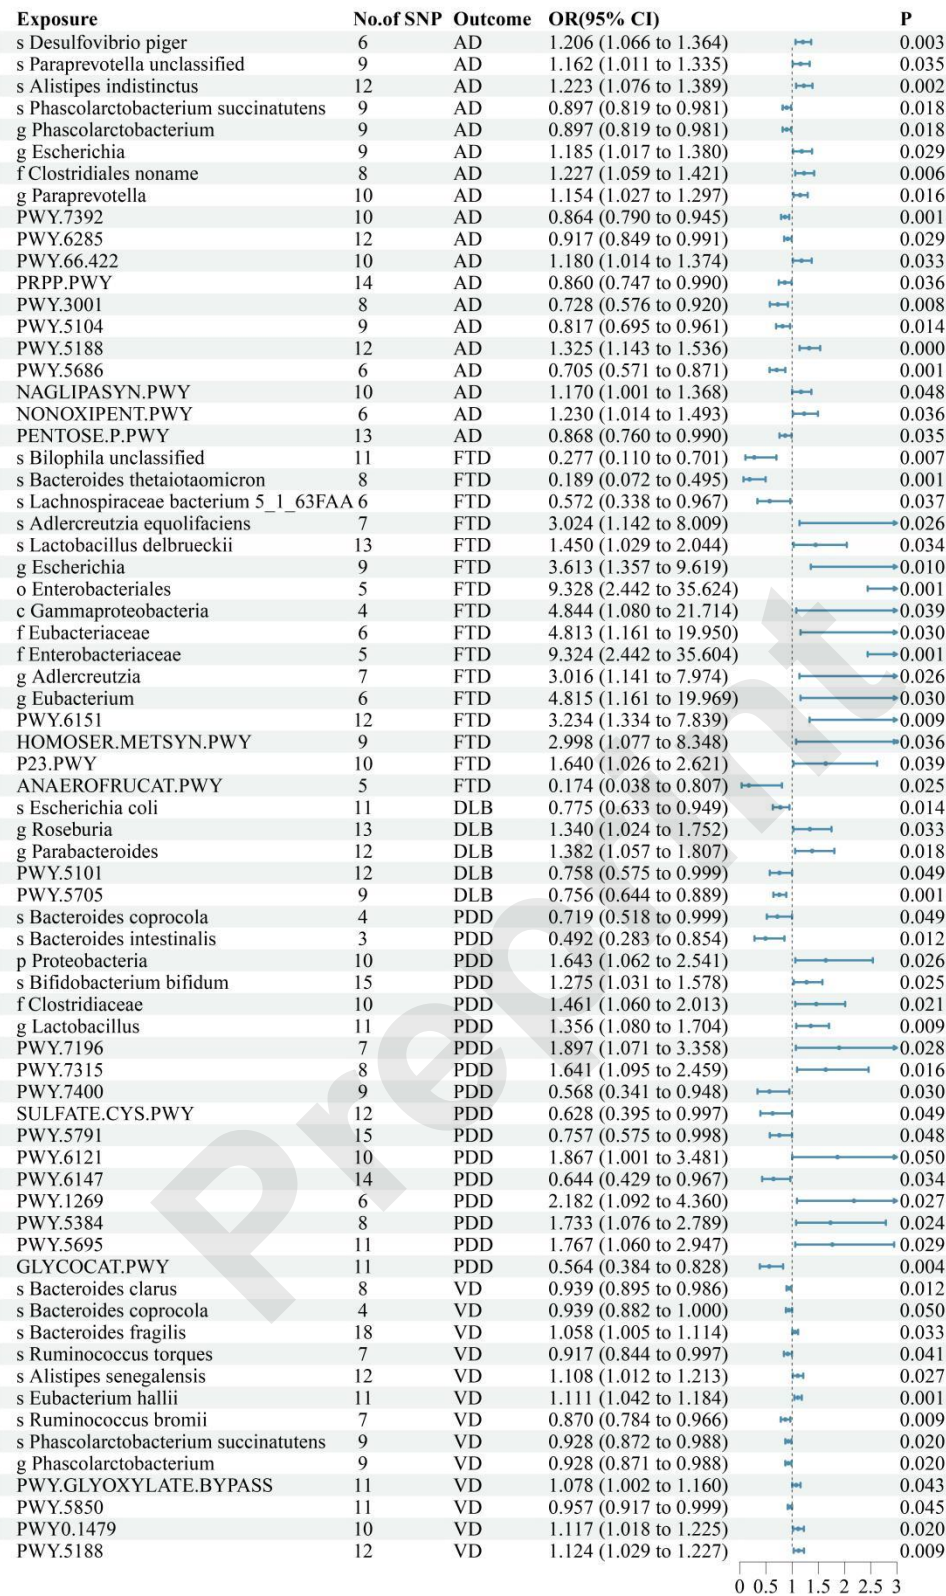 Exposure No.of SNP Outcome OR(95% CI) P
s Desulfovibrio piger 6 AD 1.206 (1.066 to 1.364) 0.003
s Paraprevotella unclassified 9 AD 1.162 (1.011 to 1.335) 0.035
s Alistipes indistinctus 12 AD 1.223 (1.076 to 1.389) 0.002
s Phascolarctobacterium succinatutens 9 AD 0.897 (0.819 to 0.981) 0.018
g Phascolarctobacterium 9 AD 0.897 (0.819 to 0.981) 0.018
g Escherichia 9 AD 1.185 (1.017 to 1.380) 0.029
f Clostridiales noname 8 AD 1.227 (1.059 to 1.421) 0.006
g Paraprevotella 10 AD 1.154 (1.027 to 1.297) 0.016
PWY.7392 10 AD 0.864 (0.790 to 0.945) 0.001
PWY.6285 12 AD 0.917 (0.849 to 0.991) 0.029
PWY.66.422 10 AD 1.180 (1.014 to 1.374) 0.033
PRPP.PWY 14 AD 0.860 (0.747 to 0.990) 0.036
PWY.3001 8 AD 0.728 (0.576 to 0.920) 0.008
PWY.5104 9 AD 0.817 (0.695 to 0.961) 0.014
PWY.5188 12 AD 1.325 (1.143 to 1.536) 0.000
PWY.5686 6 AD 0.705 (0.571 to 0.871) 0.001
NAGLIPASYN.PWY 10 AD 1.170 (1.001 to 1.368) 0.048
NONOXIPENT.PWY 6 AD 1.230 (1.014 to 1.493) 0.036
PENTOSE.P.PWY 13 AD 0.868 (0.760 to 0.990) 0.035
s Bilophila unclassified 11 FTD 0.277 (0.110 to 0.701) 0.007
s Bacteroides thetaiotaomicron 8 FTD 0.189 (0.072 to 0.495) 0.001
s Lachnospiraceae bacterium 5_1_63FAA 6 FTD 0.572 (0.338 to 0.967) 0.037
s Adlercreutzia equolifaciens 7 FTD 3.024 (1.142 to 8.009) 0.026
s Lactobacillus delbrueckii 13 FTD 1.450 (1.029 to 2.044) 0.034
g Escherichia 9 FTD 3.613 (1.357 to 9.619) 0.010
o Enterobacteriales 5 FTD 9.328 (2.442 to 35.624) 0.001
c Gammaproteobacteria 4 FTD 4.844 (1.080 to 21.714) 0.039
f Eubacteriaceae 6 FTD 4.813 (1.161 to 19.950) 0.030
f Enterobacteriaceae 5 FTD 9.324 (2.442 to 35.604) 0.001
g Adlercreutzia 7 FTD 3.016 (1.141 to 7.974) 0.026
g Eubacterium 6 FTD 4.815 (1.161 to 19.969) 0.030
PWY.6151 12 FTD 3.234 (1.334 to 7.839) 0.009
HOMOSER.METSYN.PWY 9 FTD 2.998 (1.077 to 8.348) 0.036
P23.PWY 10 FTD 1.640 (1.026 to 2.621) 0.039
ANAEROFRUCAT.PWY 5 FTD 0.174 (0.038 to 0.807) 0.025
s Escherichia coli 11 DLB 0.775 (0.633 to 0.949) 0.014
g Roseburia 13 DLB 1.340 (1.024 to 1.752) 0.033
g Parabacteroides 12 DLB 1.382 (1.057 to 1.807) 0.018
PWY.5101 12 DLB 0.758 (0.575 to 0.999) 0.049
PWY.5705 9 DLB 0.756 (0.644 to 0.889) 0.001
s Bacteroides coprocola 4 PDD 0.719 (0.518 to 0.999) 0.049
s Bacteroides intestinalis 3 PDD 0.492 (0.283 to 0.854) 0.012
p Proteobacteria 10 PDD 1.643 (1.062 to 2.541) 0.026
s Bifidobacterium bifidum 15 PDD 1.275 (1.031 to 1.578) 0.025
f Clostridiaceae 10 PDD 1.461 (1.060 to 2.013) 0.021
g Lactobacillus 11 PDD 1.356 (1.080 to 1.704) 0.009
PWY.7196 7 PDD 1.897 (1.071 to 3.358) 0.028
PWY.7315 8 PDD 1.641 (1.095 to 2.459) 0.016
PWY.7400 9 PDD 0.568 (0.341 to 0.948) 0.030
SULFATE.CYS.PWY 12 PDD 0.628 (0.395 to 0.997) 0.049
PWY.5791 15 PDD 0.757 (0.575 to 0.998) 0.048
PWY.6121 10 PDD 1.867 (1.001 to 3.481) 0.050
PWY.6147 14 PDD 0.644 (0.429 to 0.967) 0.034
PWY.1269 6 PDD 2.182 (1.092 to 4.360) 0.027
PWY.5384 8 PDD 1.733 (1.076 to 2.789) 0.024
PWY.5695 11 PDD 1.767 (1.060 to 2.947) 0.029
GLYCOCAT.PWY 11 PDD 0.564 (0.384 to 0.828) 0.004
s Bacteroides clarus 8 VD 0.939 (0.895 to 0.986) 0.012
s Bacteroides coprocola 4 VD 0.939 (0.882 to 1.000) 0.050
s Bacteroides fragilis 18 VD 1.058 (1.005 to 1.114) 0.033
s Ruminococcus torques 7 VD 0.917 (0.844 to 0.997) 0.041
s Alistipes senegalensis 12 VD 1.108 (1.012 to 1.213) 0.027
s Eubacterium hallii 11 VD 1.111 (1.042 to 1.184) 0.001
s Ruminococcus bromii 7 VD 0.870 (0.784 to 0.966) 0.009
s Phascolarctobacterium succinatutens 9 VD 0.928 (0.872 to 0.988) 0.020
g Phascolarctobacterium 9 VD 0.928 (0.871 to 0.988) 0.020
PWY.GLYOXYLATE.BYPASS 11 VD 1.078 (1.002 to 1.160) 0.043
PWY.5850 11 VD 0.957 (0.917 to 0.999) 0.045
PWY0.1479 10 VD 1.117 (1.018 to 1.225) 0.020
PWY.5188 12 VD 1.124 (1.029 to 1.227) 0.009
0 0.5 1 1.5 2 2.5 3
Preprint